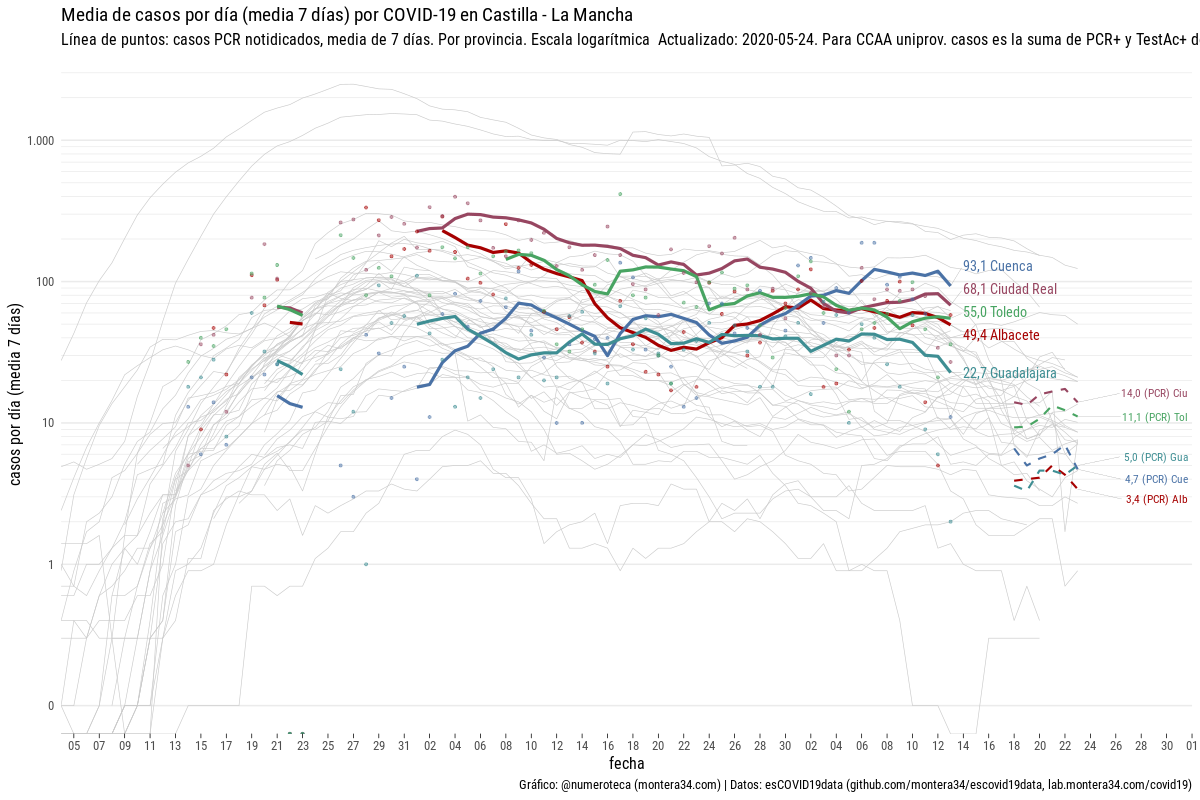 Media de casos por día (media 7 días) por COVID-19 en Castilla - La Mancha
Línea de puntos: casos PCR notidicados, media de 7 días. Por provincia. Escala logarítmica  Actualizado: 2020-05-24. Para CCAA uniprov. casos es la suma de PCR+ y TestAc+ d
casos por día (media 7 días)
1.000
100
10
1
0
93,1 Cuenca
68,1 Ciudad Real
55,0 Toledo
49,4 Albacete
22,7 Guadalajara
14,0 (PCR) Ciu
11,1 (PCR) Tol
5,0 (PCR) Gua
4,7 (PCR) Cue
3,4 (PCR) Alb
05 07 09 11 13 14 15 17 19 21 23 25 27 29 31 02 04 06 08 10 12 14 16 18 20 22 24 26 28 30 02 04 06 08 10 12 14 16 18 20 22 24 26 28 30 01
fecha
Gráfico: @numeroteca (montera34.com) | Datos: esCOVID19data (github.com/montera34/escovid19data, lab.montera34.com/covid19)